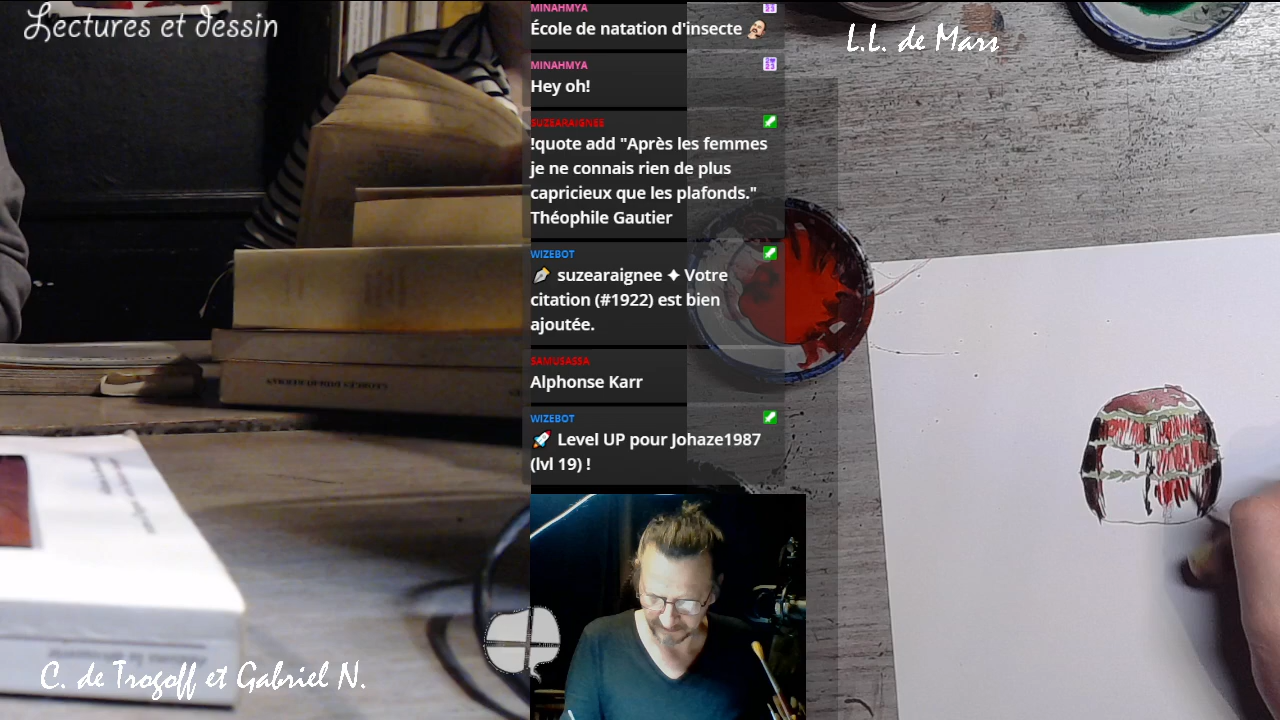 Lectures et dessin
MINAHMYA
École de natation d'insecte
MINAHMYA
Hey oh!
SUZEARAIGNEE
!quote add "Après les femmes
je ne connais rien de plus
capricieux que les plafonds."
Théophile Gautier
WIZEBOT
suzearaignee ✦ Votre
citation (#1922) est bien
ajoutée.
SAMUSASSA
Alphonse Karr
WIZEBOT
Level UP pour Johaze1987
(lvl 19) !
L.L. de Mars
C. de Trogoff et Gabriel N.